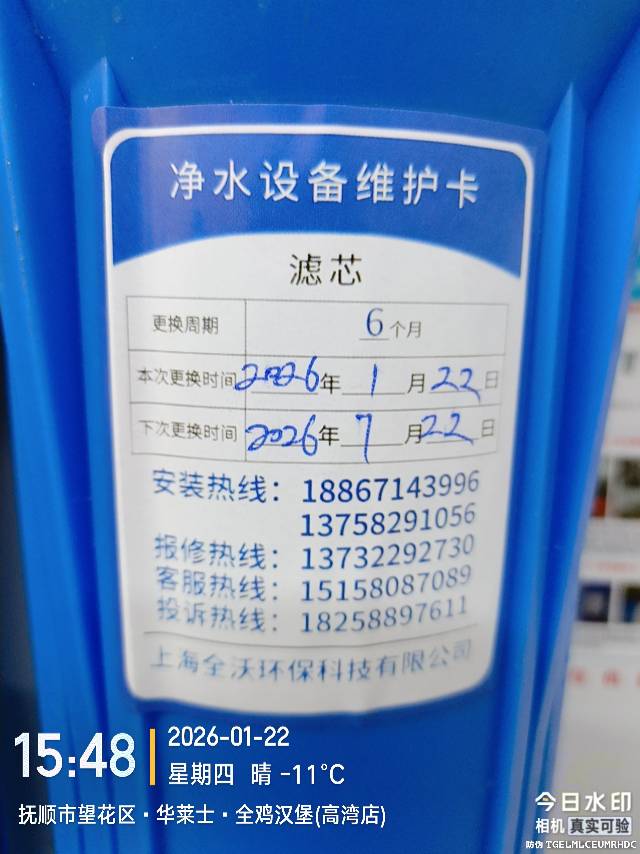 净水设备维护卡
滤芯
更换周期 6个月
本次更换时间 2026年1月22日
下次更换时间 2026年7月22日
安装热线：18867143996
13758291056
报修热线：13732292730
客服热线：15158087089
投诉热线：18258897611
上海全沃环保科技有限公司
15:48
2026-01-22
星期四 晴 -11℃
抚顺市望花区·华莱士·全鸡汉堡(高湾店)
今日水印
相机 真实可验
防伪 TGELMLCEUMRHDC